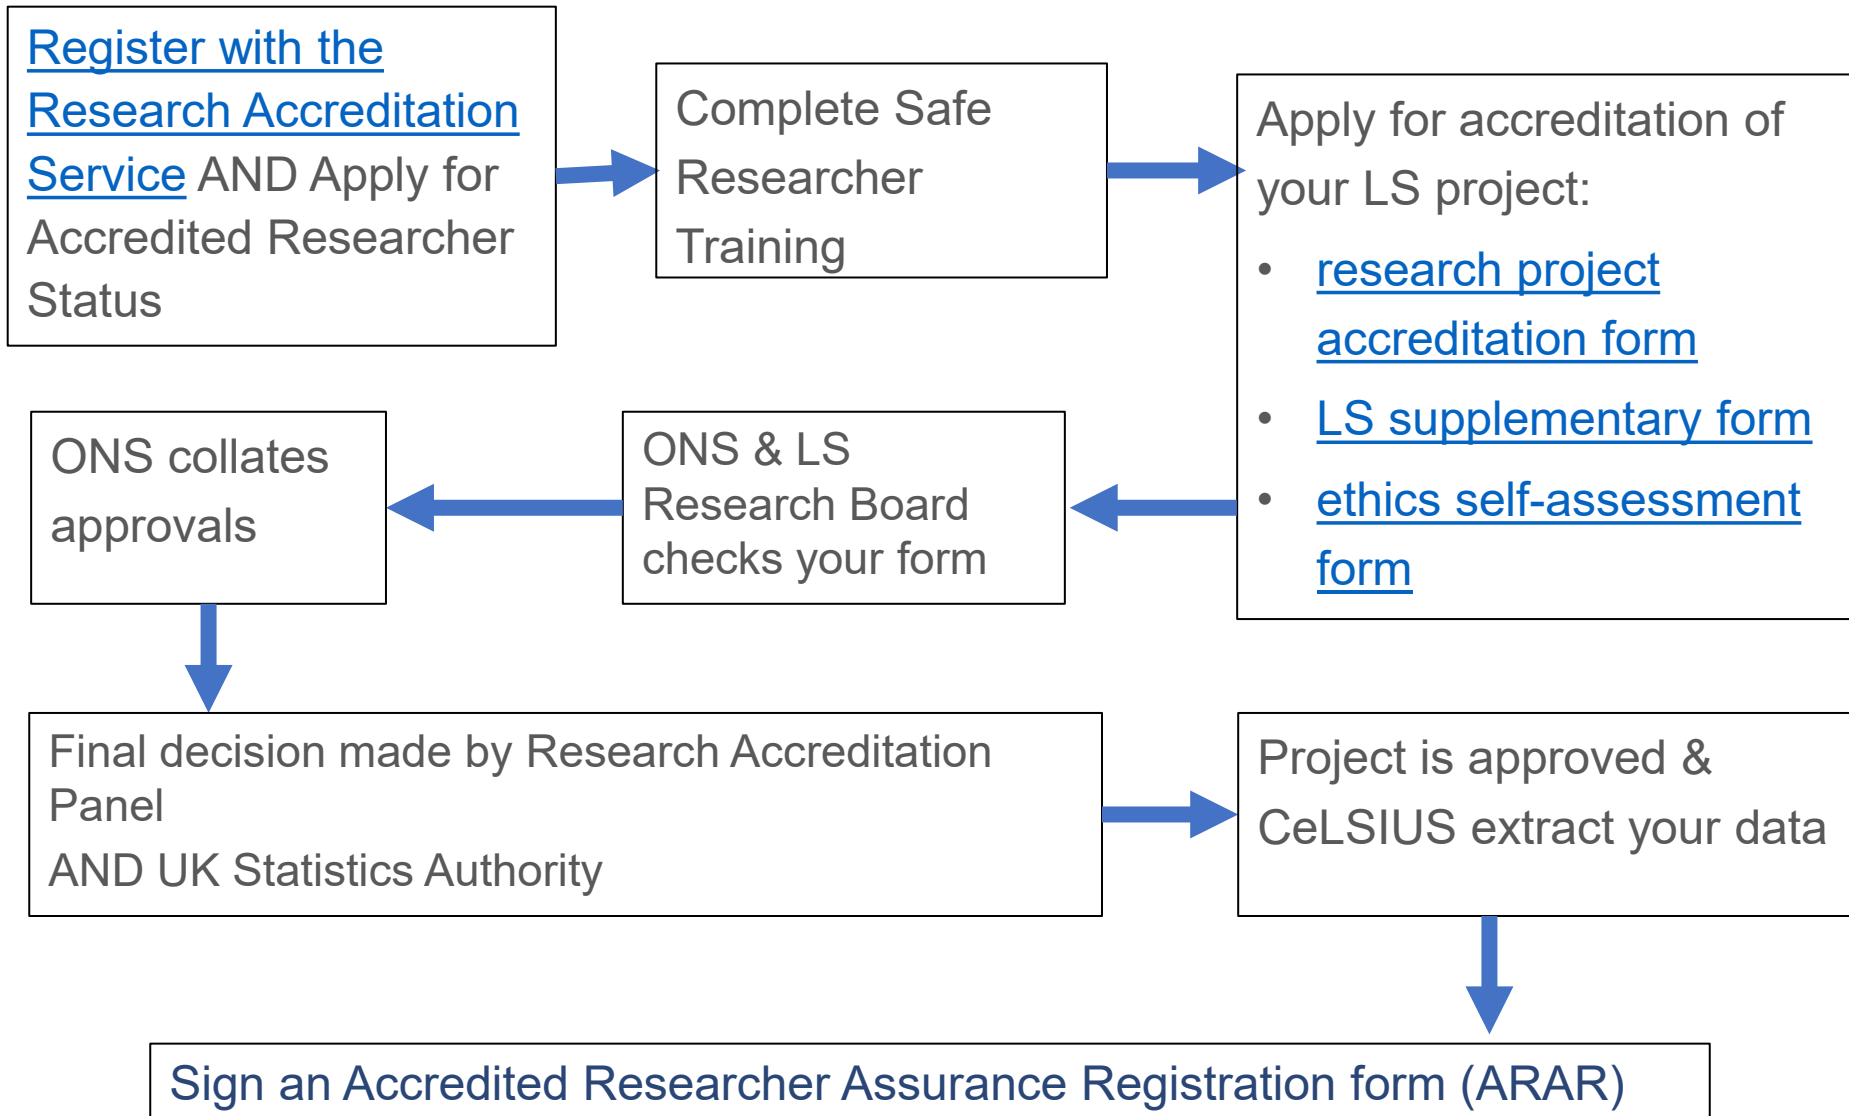 Register with the
Research Accreditation
Service AND Apply for
Accredited Researcher
Status
Complete Safe
Researcher
Training
Apply for accreditation of
your LS project:
• research project
accreditation form
• LS supplementary form
• ethics self-assessment
form
ONS & LS
Research Board
checks your form
ONS collates
approvals
Final decision made by Research Accreditation
Panel
AND UK Statistics Authority
Project is approved &
CeLSIUS extract your data
Sign an Accredited Researcher Assurance Registration form (ARAR)